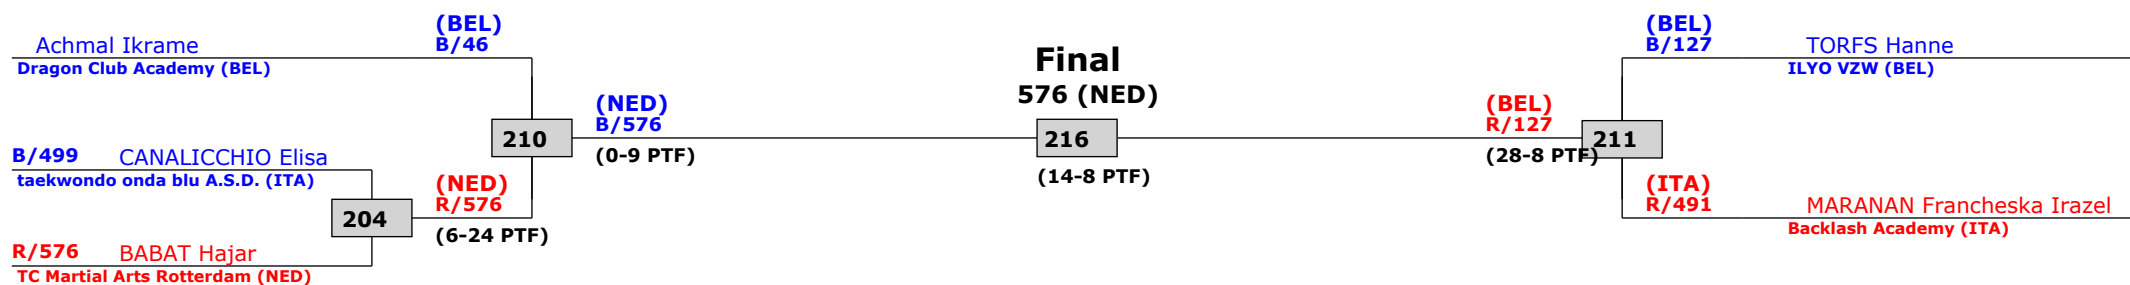 (BEL)
B/46
Achmal Ikrame
Dragon Club Academy (BEL)
B/499 CANALICCHIO Elisa
taekwondo onda blu A.S.D. (ITA)
R/576 BABAT Hajar
TC Martial Arts Rotterdam (NED)
204
(NED)
R/576
(6-24 PTF)
210
(NED)
B/576
(0-9 PTF)
Final
576 (NED)
216
(14-8 PTF)
(BEL)
R/127
(28-8 PTF)
211
(BEL)
B/127
TORFS Hanne
ILYO VZW (BEL)
(ITA)
R/491
MARANAN Francheska Irazel
Backlash Academy (ITA)